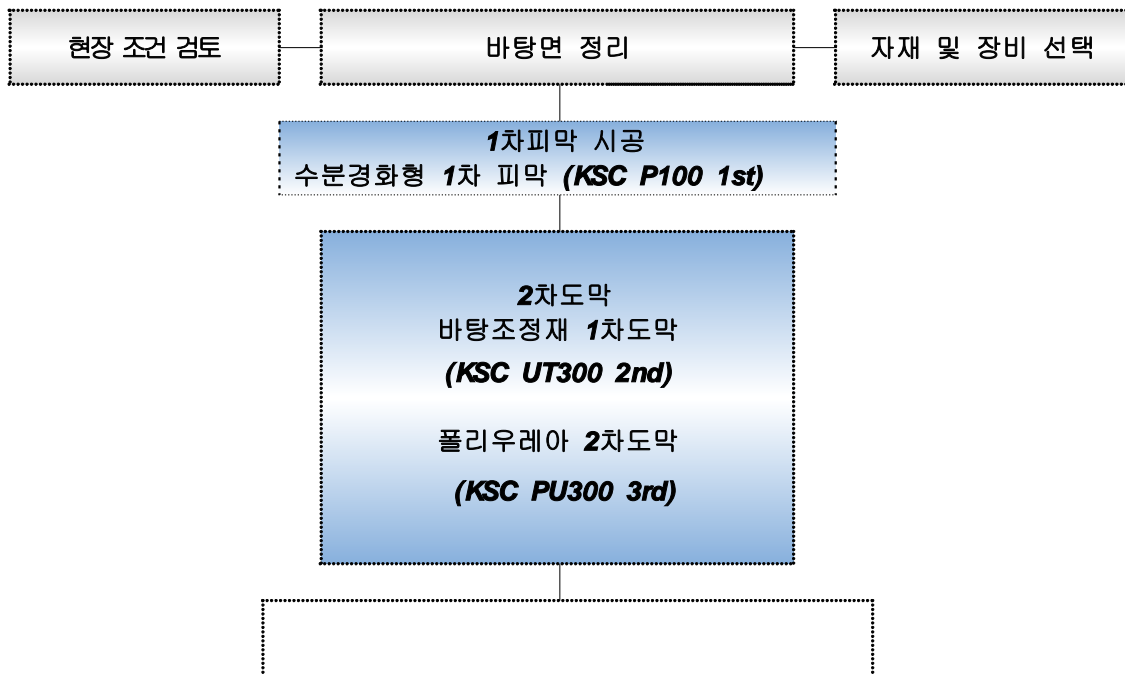 현장 조건 검토
바탕면 정리
자재 및 장비 선택
1차피막 시공
수분경화형 1차 피막 (KSC P100 1st)
2차도막
바탕조정재 1차도막
(KSC UT300 2nd)
폴리우레아 2차도막
(KSC PU300 3rd)